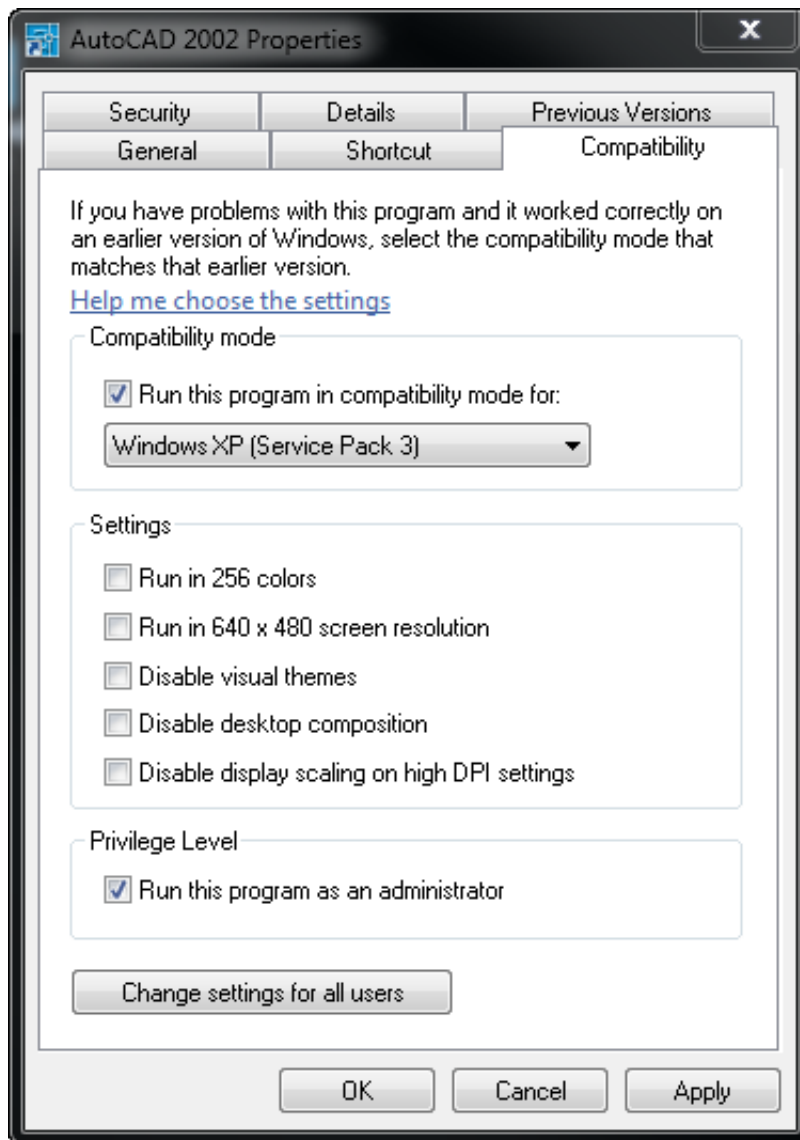 AutoCAD 2002 Properties
x
Security Details Previous Versions
General Shortcut Compatibility
If you have problems with this program and it worked correctly on
an earlier version of Windows, select the compatibility mode that
matches that earlier version.
Help me choose the settings
Compatibility mode
Run this program in compatibility mode for:
Windows XP (Service Pack 3)
Settings
Run in 256 colors
Run in 640 x 480 screen resolution
Disable visual themes
Disable desktop composition
Disable display scaling on high DPI settings
Privilege Level
Run this program as an administrator
Change settings for all users
OK Cancel Apply